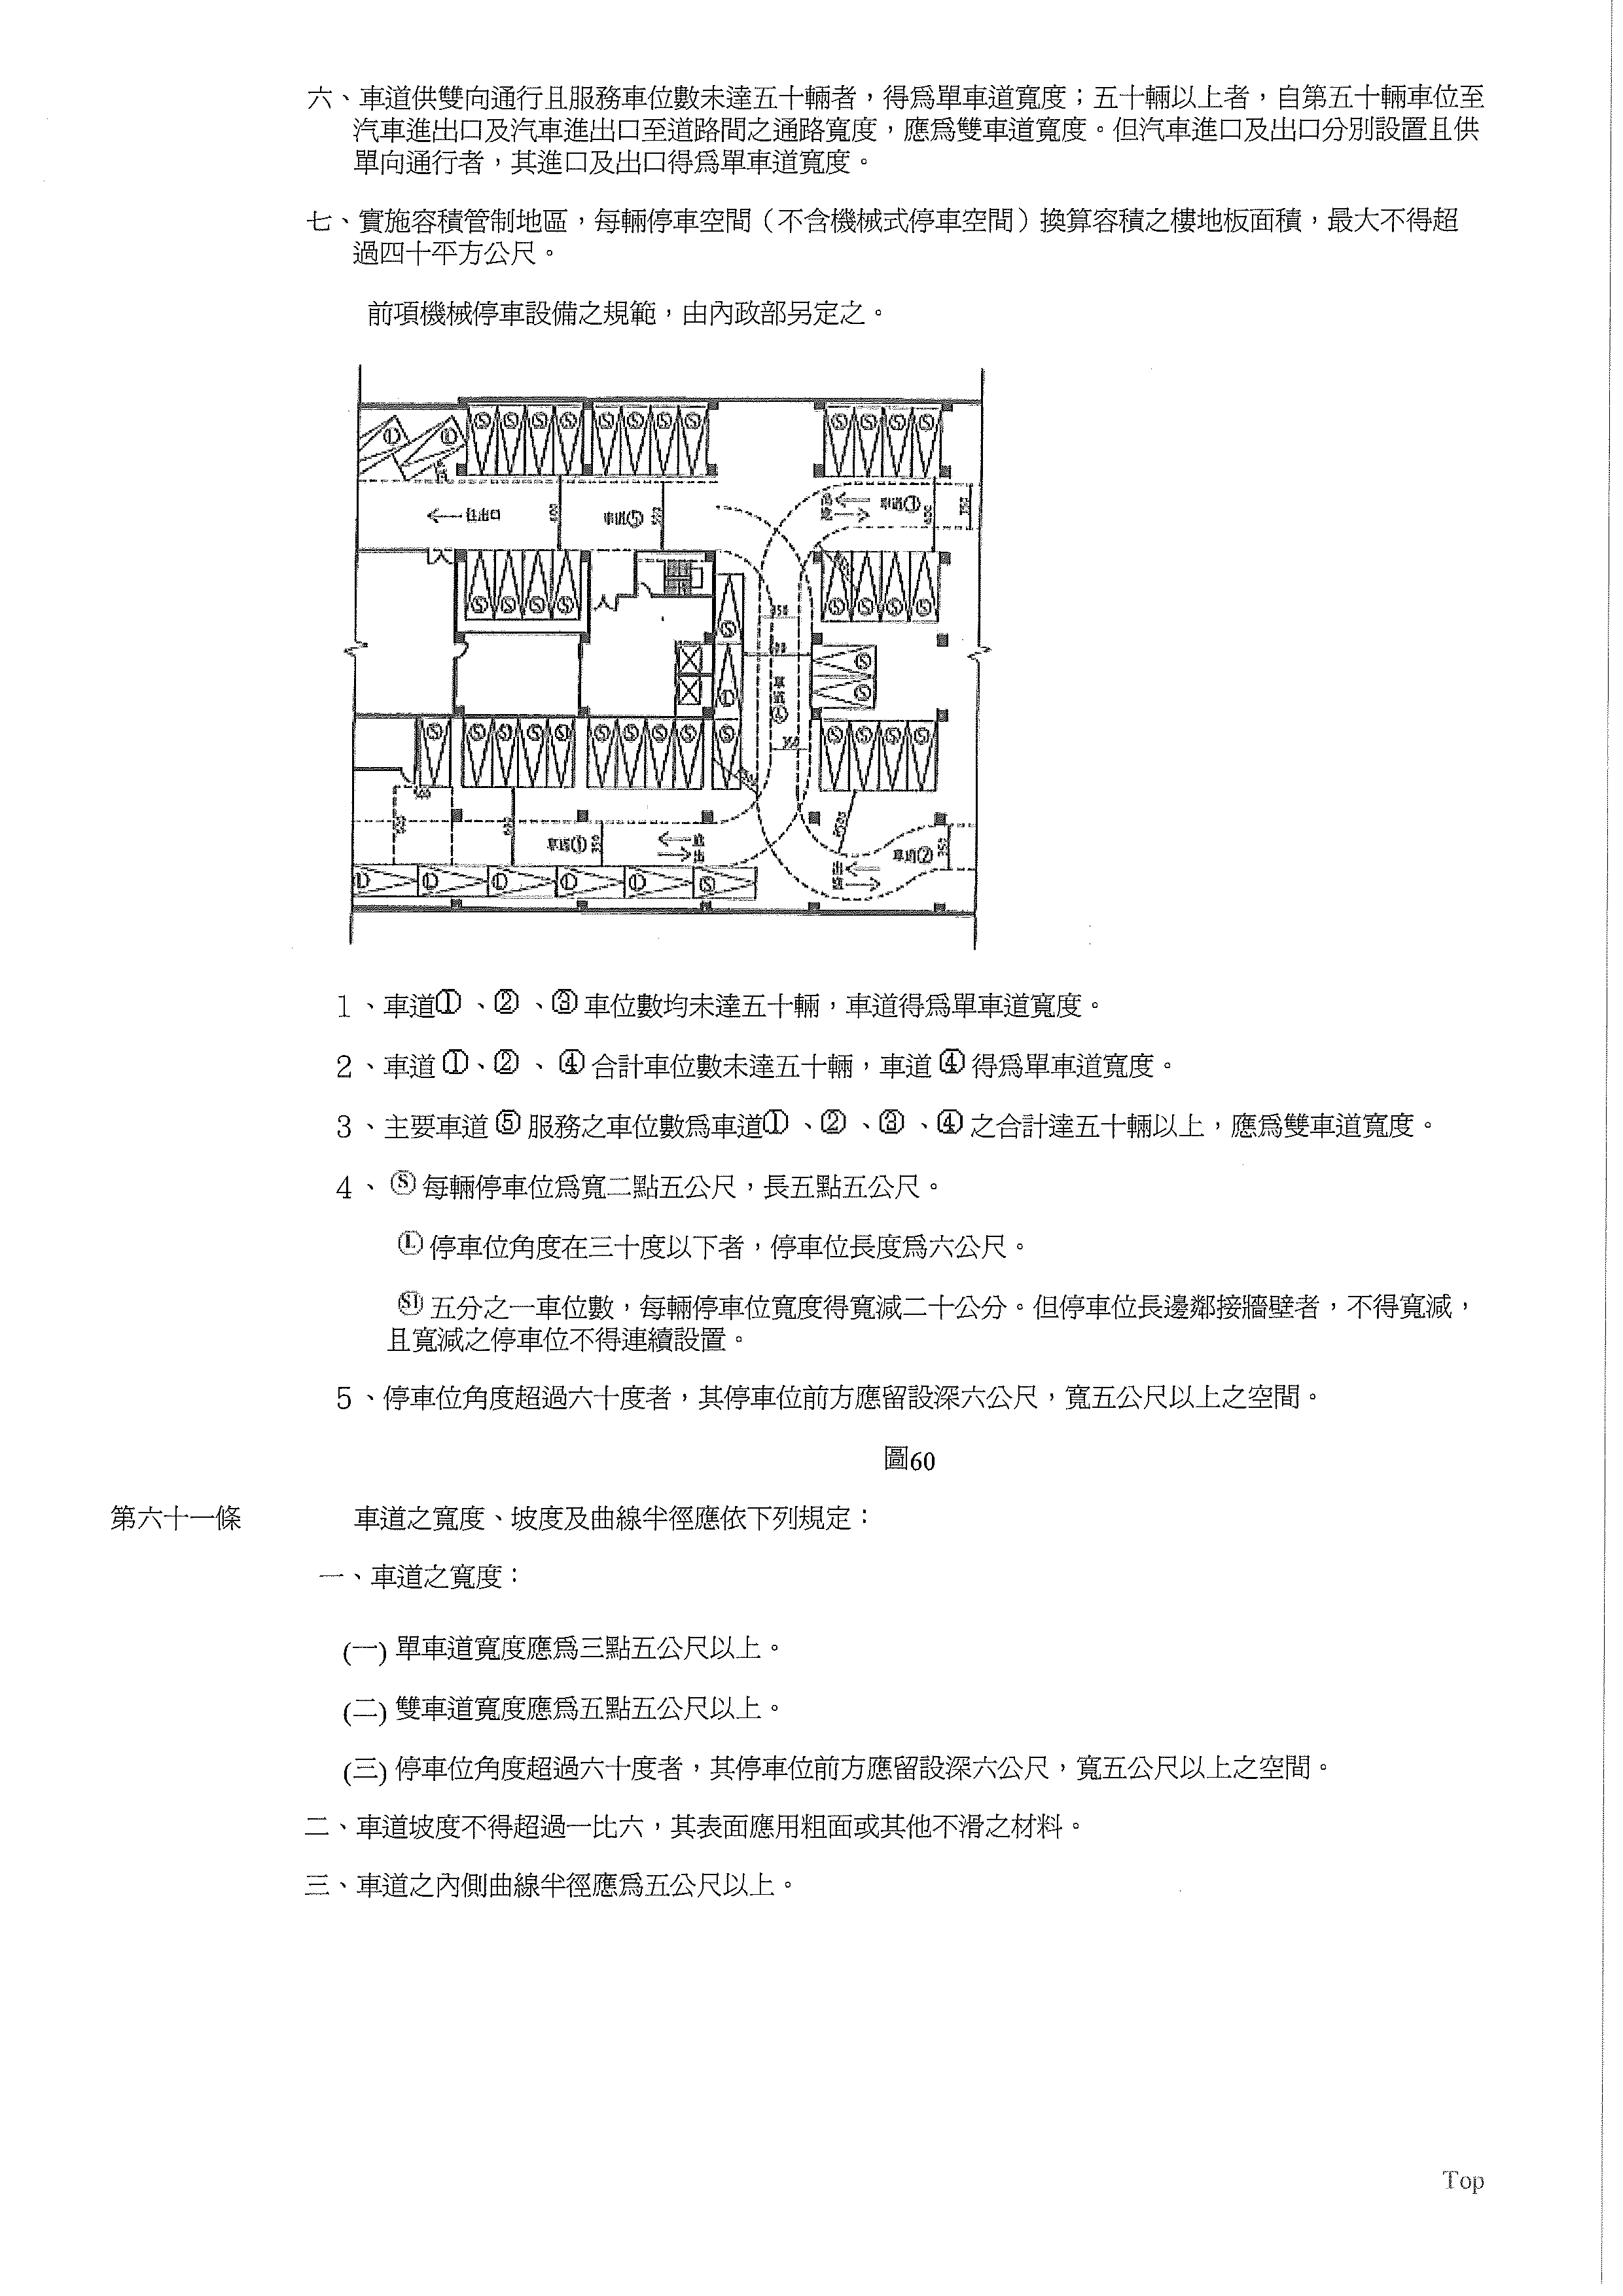 六、車道供雙向通行且服務車位數未達五十輛者，得為單車道寬度；五十輛以上者，自第五十輛車位至
汽車進出口及汽車進出口至道路間之通路寬度，應為雙車道寬度。但汽車進口及出口分別設置且供
單向通行者，其進口及出口得為單車道寬度。
七、實施容積管制地區，每輛停車空間（不含機械式停車空間）換算容積之樓地板面積，最大不得超
過四十平方公尺。
前項機械停車設備之規範，由內政部另定之。
往出口
車道⑤
車道④
車道①
車道②
350
1、車道①、②、③車位數均未達五十輛，車道得為單車道寬度。
2、車道①、②、④合計車位數未達五十輛，車道④得為單車道寬度。
3、主要車道⑤服務之車位數為車道①、②、③、④之合計達五十輛以上，應為雙車道寬度。
4、Ⓢ每輛停車位為寬二點五公尺，長五點五公尺。
Ⓛ停車位角度在三十度以下者，停車位長度為六公尺。
S1五分之一車位數，每輛停車位寬度得寬減二十公分。但停車位長邊鄰接牆壁者，不得寬減，
且寬減之停車位不得連續設置。
5、停車位角度超過六十度者，其停車位前方應留設深六公尺，寬五公尺以上之空間。
圖60
第六十一條 車道之寬度、坡度及曲線半徑應依下列規定：
一、車道之寬度：
(一) 單車道寬度應為三點五公尺以上。
(二) 雙車道寬度應為五點五公尺以上。
(三) 停車位角度超過六十度者，其停車位前方應留設深六公尺，寬五公尺以上之空間。
二、車道坡度不得超過一比六，其表面應用粗面或其他不滑之材料。
三、車道之內側曲線半徑應為五公尺以上。
Top